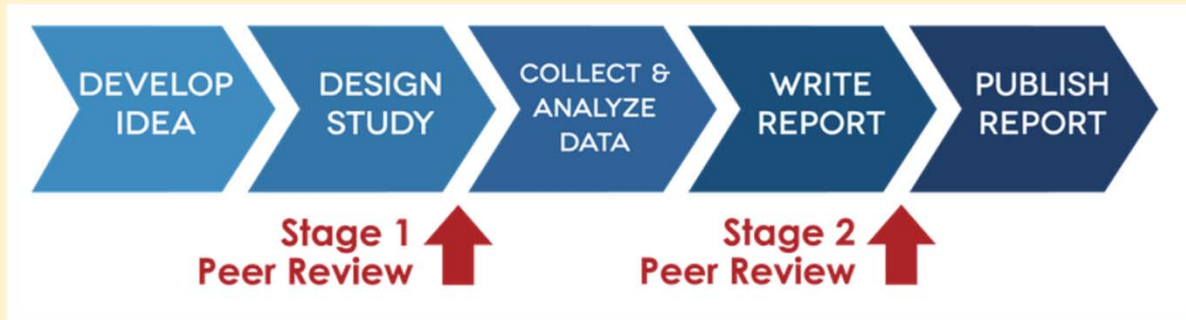 DEVELOP
IDEA
DESIGN
STUDY
COLLECT &
ANALYZE
DATA
WRITE
REPORT
PUBLISH
REPORT
Stage 1
Peer Review
Stage 2
Peer Review